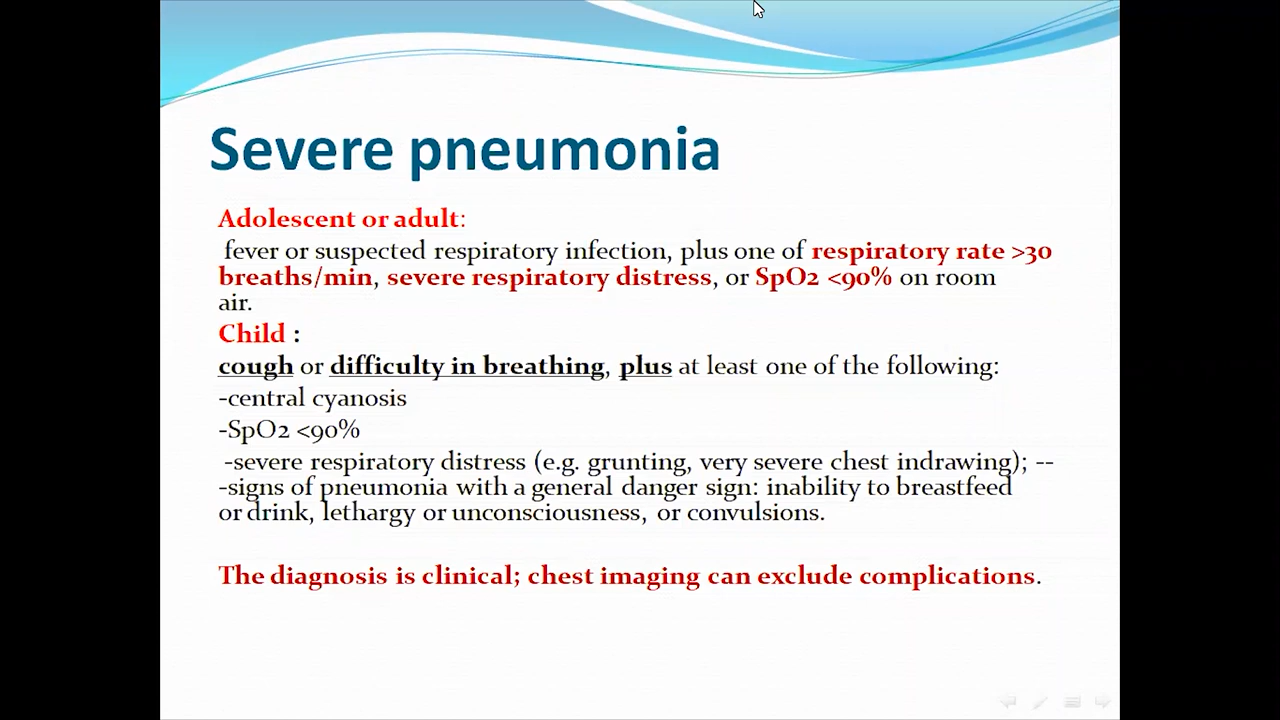 Severe pneumonia
Adolescent or adult:
fever or suspected respiratory infection, plus one of respiratory rate >30
breaths/min, severe respiratory distress, or SpO2 <90% on room
air.
Child :
cough or difficulty in breathing, plus at least one of the following:
-central cyanosis
-SpO2 <90%
-severe respiratory distress (e.g. grunting, very severe chest indrawing); --
-signs of pneumonia with a general danger sign: inability to breastfeed
or drink, lethargy or unconsciousness, or convulsions.
The diagnosis is clinical; chest imaging can exclude complications.